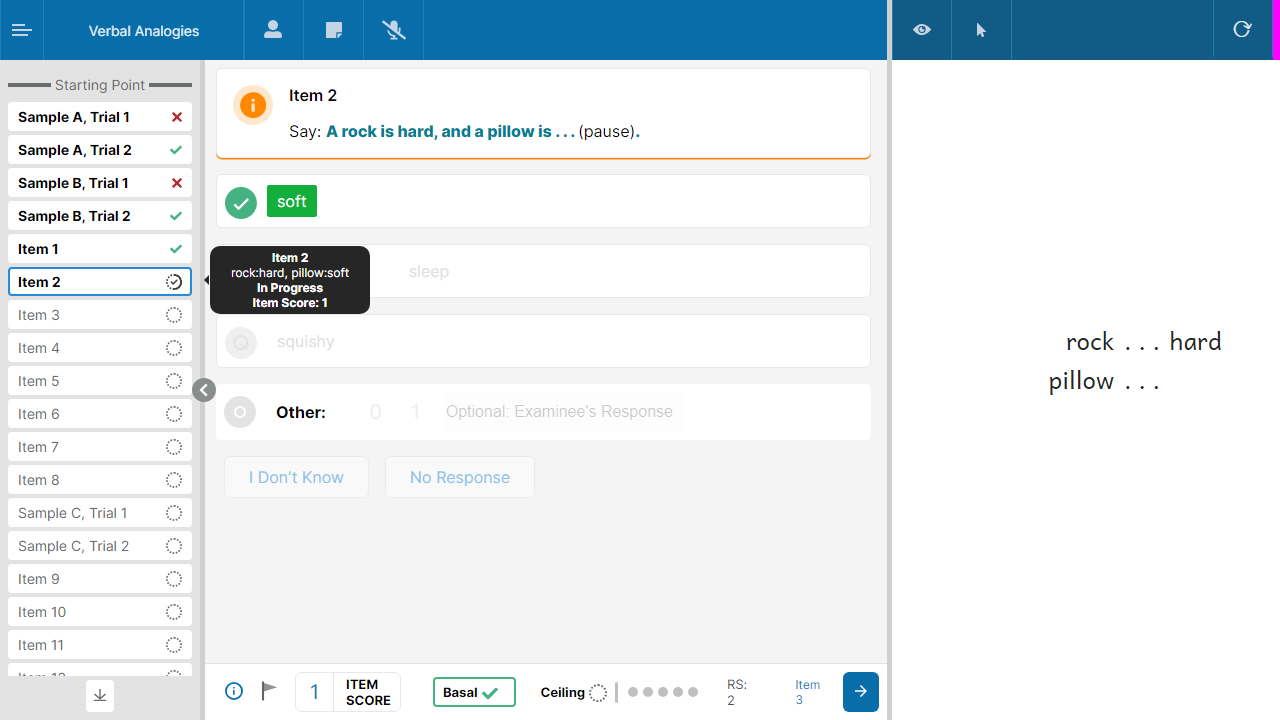 Verbal Analogies
Starting Point
Sample A, Trial 1
Sample A, Trial 2
Sample B, Trial 1
Sample B, Trial 2
Item 1
Item 2
Item 3
Item 4
Item 5
Item 6
Item 7
Item 8
Sample C, Trial 1
Sample C, Trial 2
Item 9
Item 10
Item 11
Item 12
Item 2
Say: A rock is hard, and a pillow is . . . (pause).
soft
Item 2
rock:hard, pillow:soft
In Progress
Item Score: 1
sleep
Q squishy
O Other: 0 1 Optional: Examinee's Response
I Don't Know No Response
1 ITEM SCORE
Basal
Ceiling
RS: 2
Item 3
rock . . . hard
pillow . . .